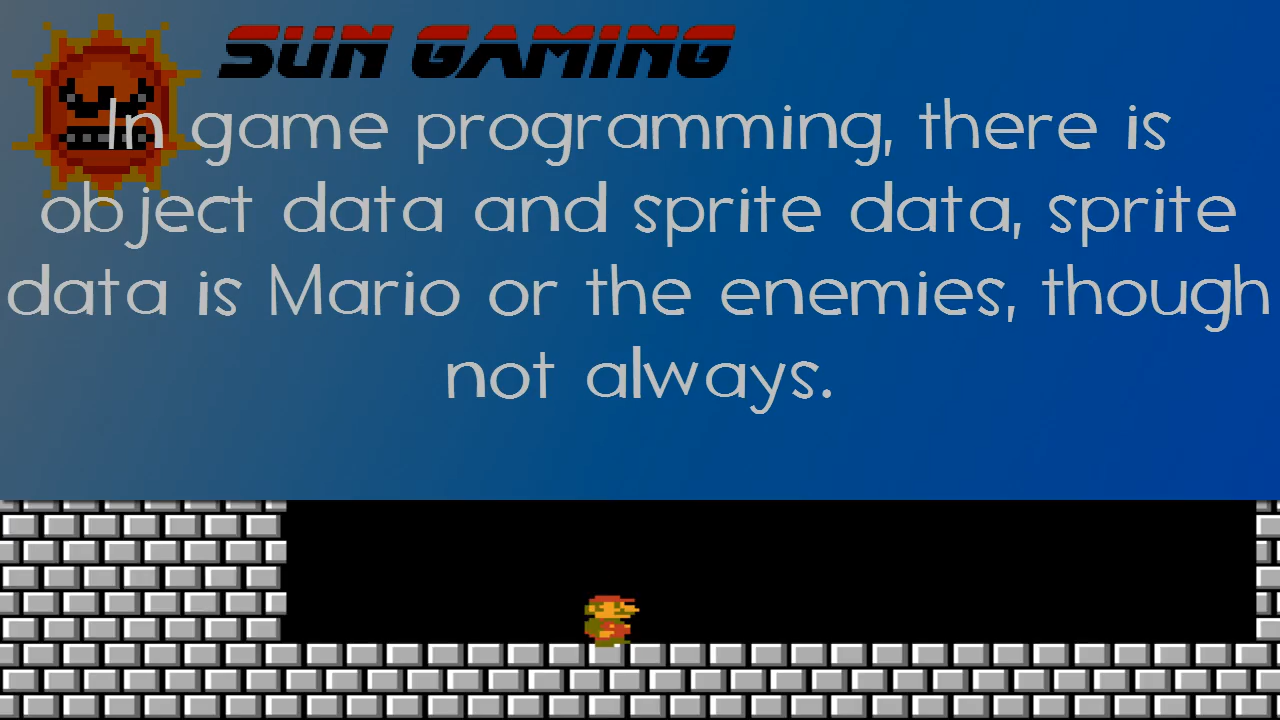 SUN GAMING
In game programming, there is
object data and sprite data, sprite
data is Mario or the enemies, though
not always.